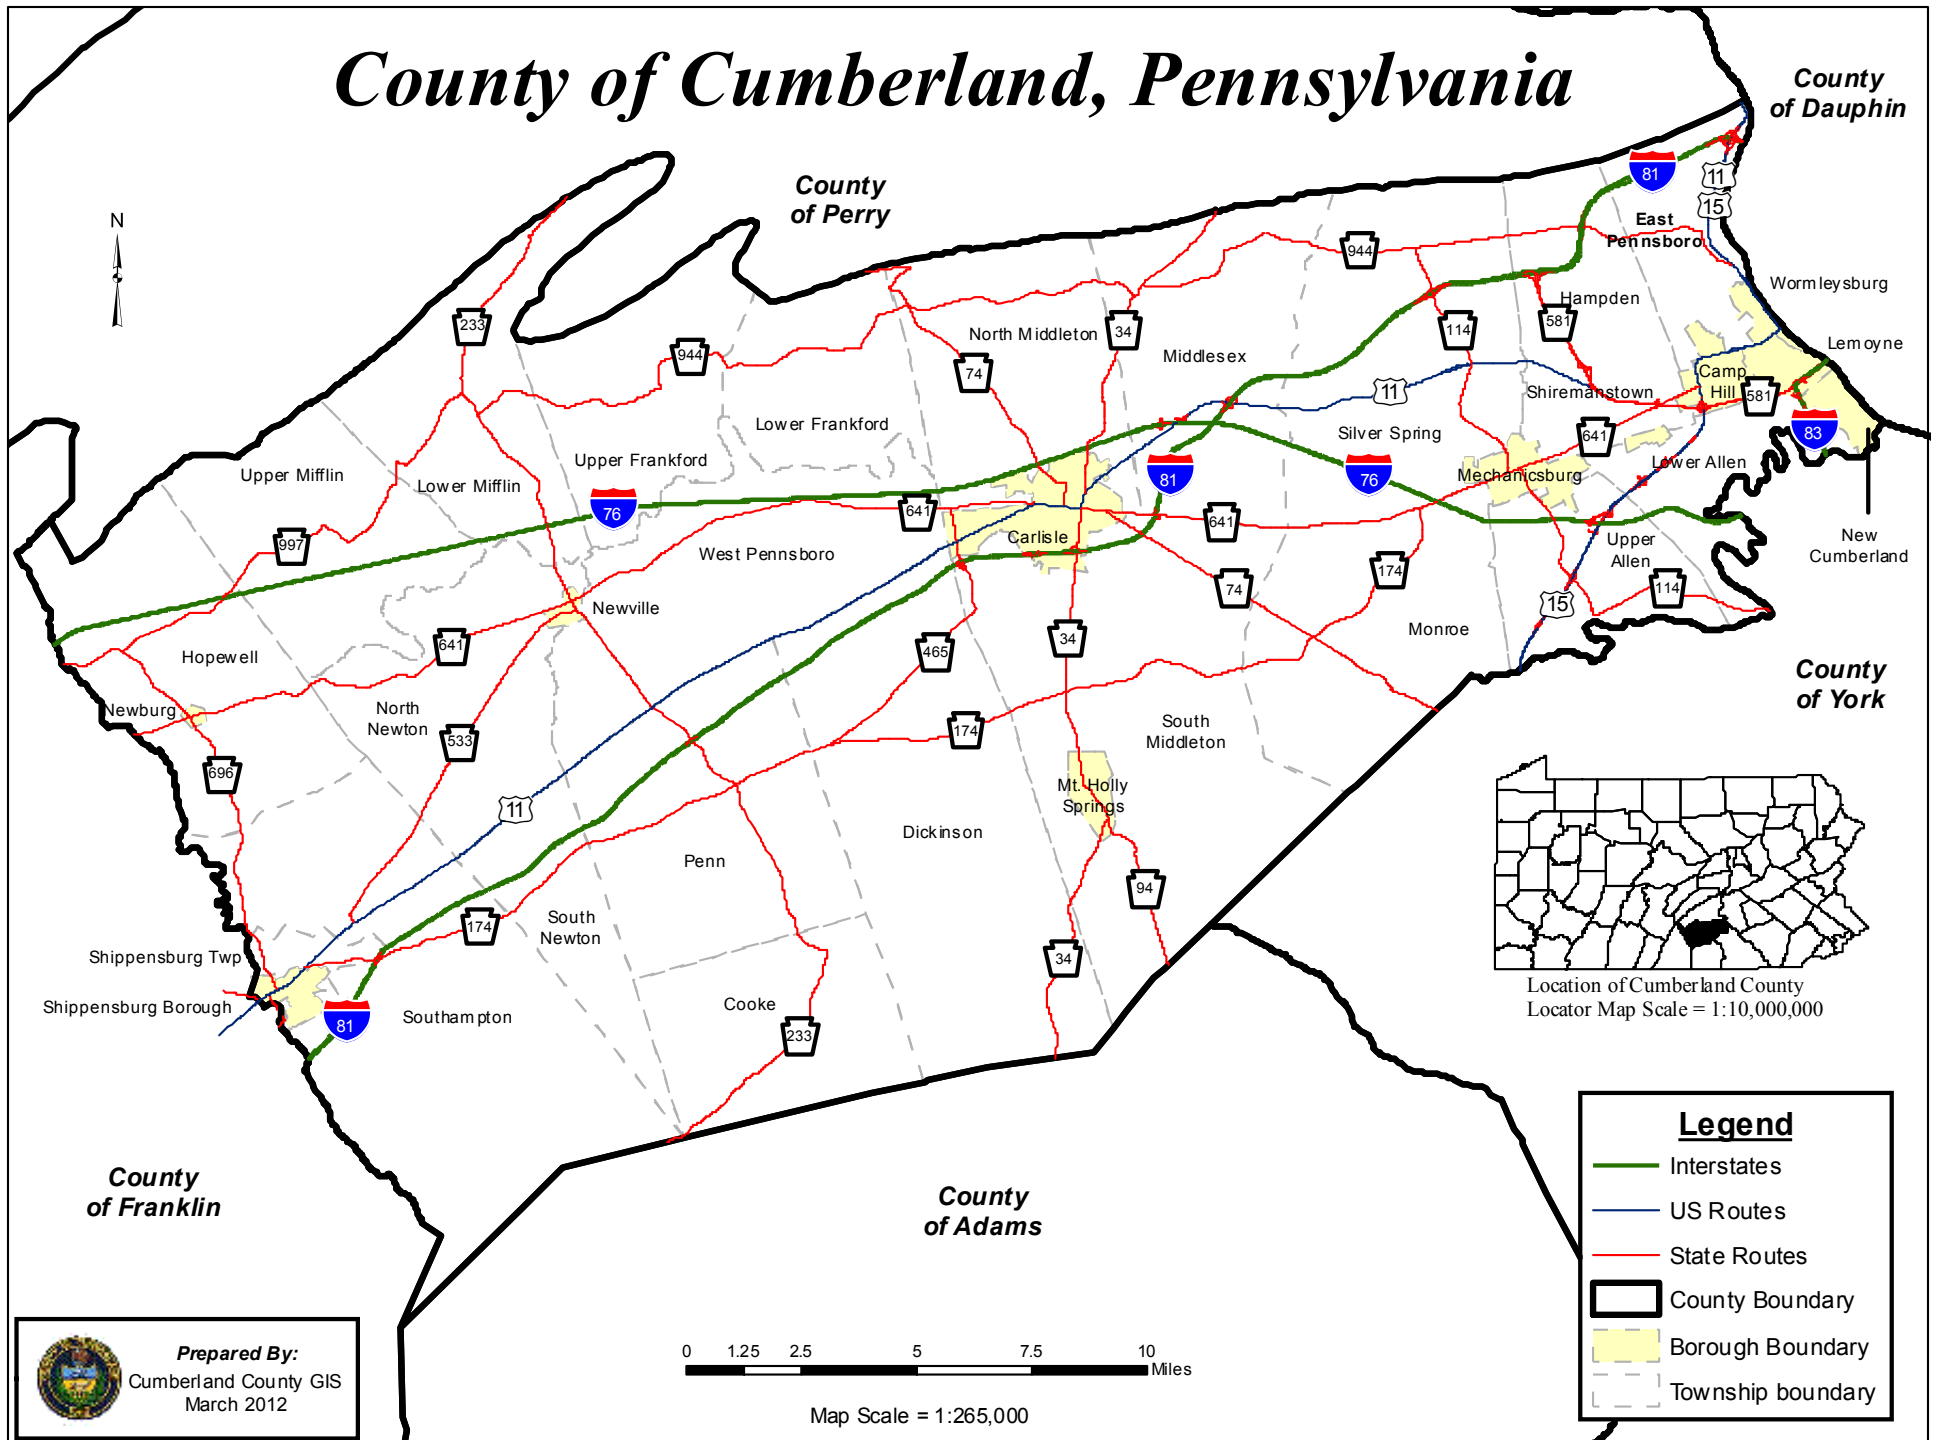 County of Cumberland, Pennsylvania
County
of Dauphin
County
of Perry
N
81
11
15
East
Pennsboro
944
Wormleysburg
Hampden
233
944
North Middleton
34
114
581
74
Middlesex
Lemoyne
Camp
Hill
11
Shiremanstown
581
Lower Frankford
Silver Spring
641
83
Upper Mifflin
Lower Mifflin
Upper Frankford
81
76
Mechanicsburg
Lower Allen
76
641
641
997
Carlisle
West Pennsboro
Upper
Allen
New
Cumberland
174
74
114
Newville
15
Hopewell
641
465
34
Monroe
County
of York
Newburg
North
Newton
533
174
South
Middleton
696
11
Mt. Holly
Springs
Dickinson
Penn
94
174
South
Newton
Shippensburg Twp
34
Shippensburg Borough
81
Southampton
Cooke
233
Location of Cumberland County
Locator Map Scale = 1:10,000,000
County
of Franklin
County
of Adams
Legend
Interstates
US Routes
State Routes
County Boundary
Borough Boundary
Township boundary
Prepared By:
Cumberland County GIS
March 2012
0 1.25 2.5 5 7.5 10
Miles
Map Scale = 1:265,000